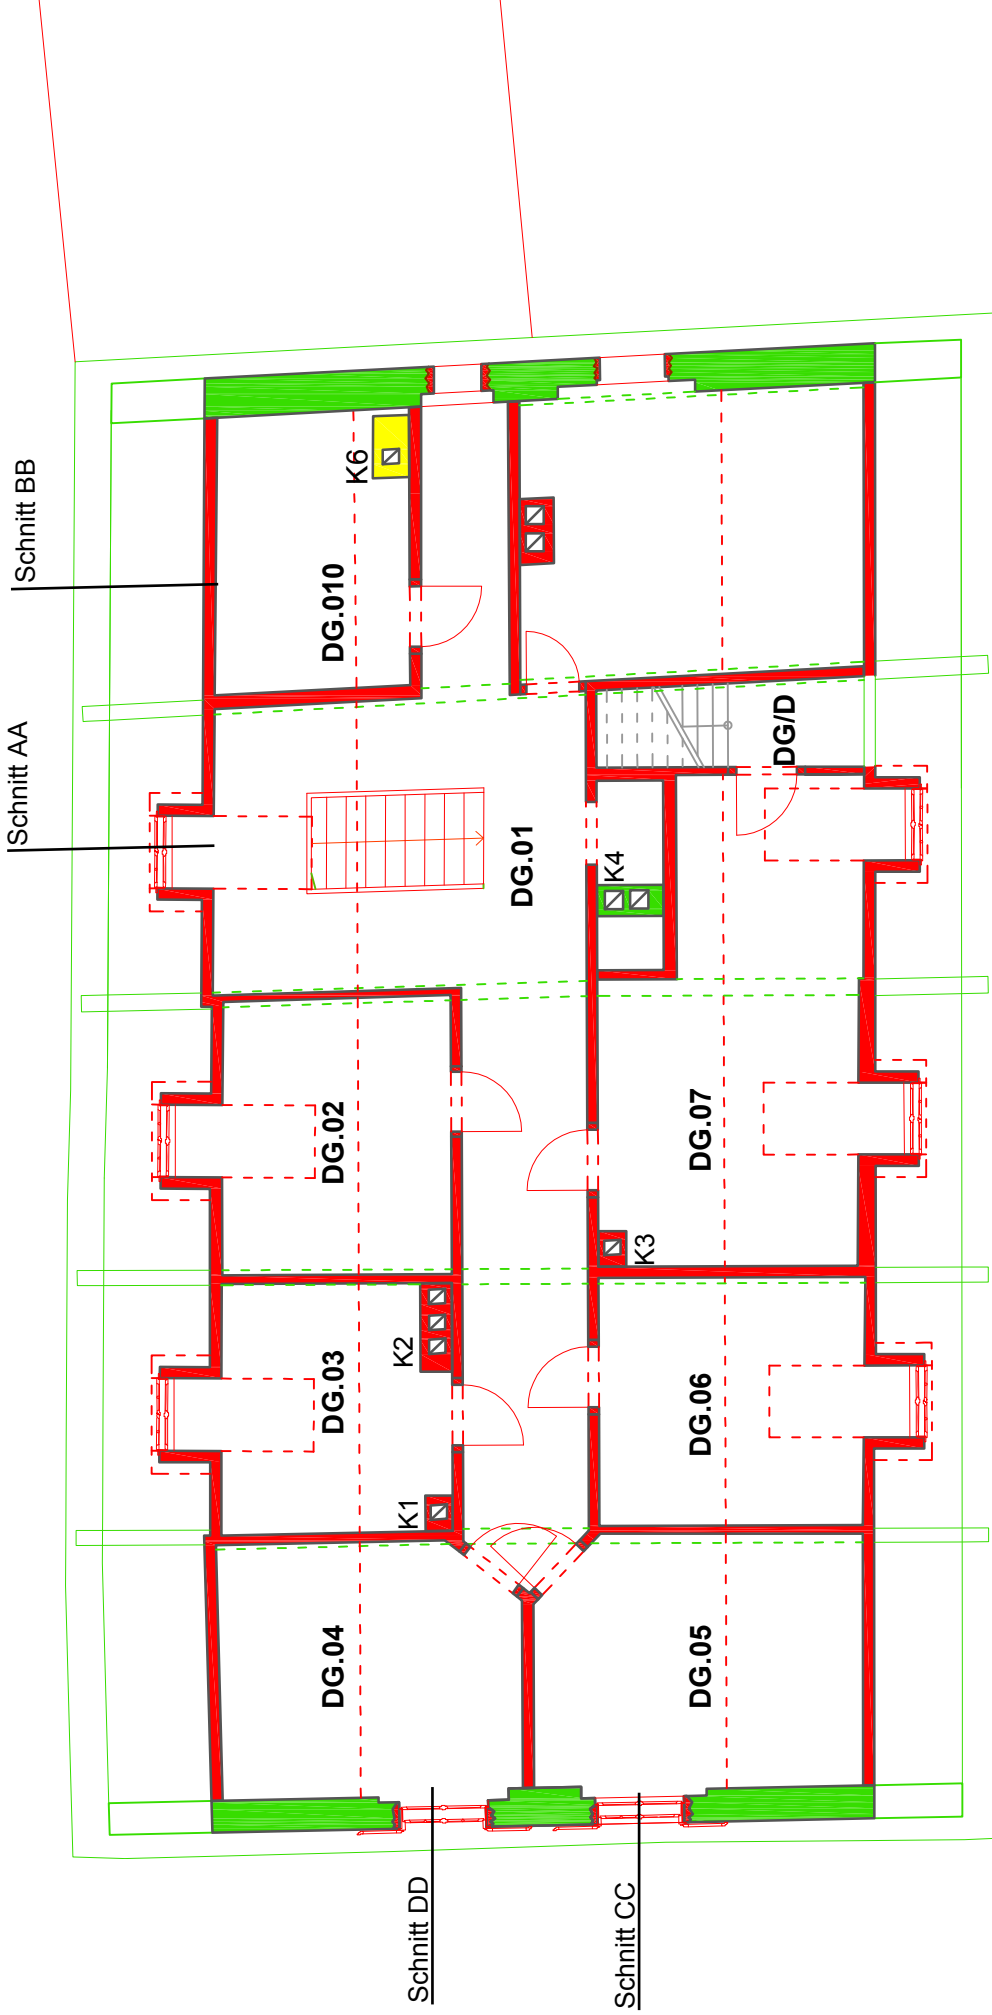 Schnitt BB
Schnitt AA
K6
DG.010
DG/D
DG.01
K4
DG.02
DG.07
K3
K2
DG.03
DG.06
K1
DG.04
DG.05
Schnitt DD
Schnitt CC